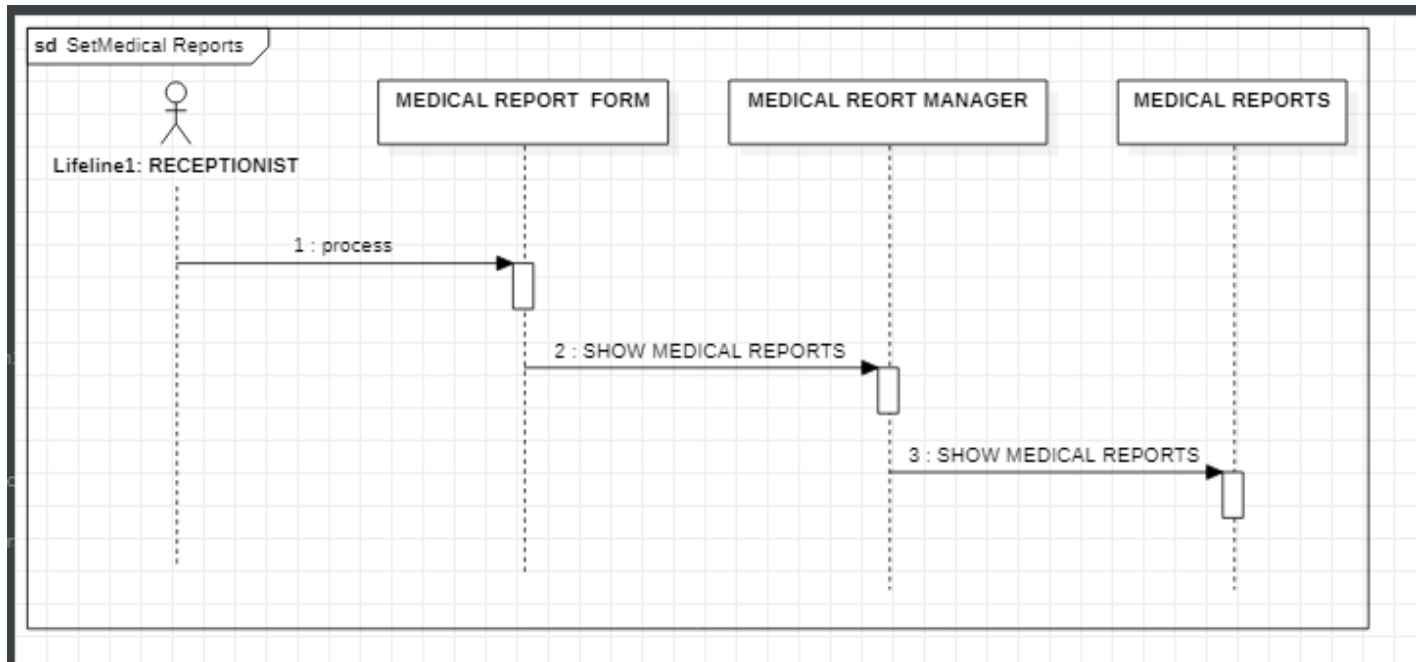 sd SetMedical Reports
MEDICAL REPORT FORM
MEDICAL REORT MANAGER
MEDICAL REPORTS
Lifeline1: RECEPTIONIST
1 : process
2 : SHOW MEDICAL REPORTS
3 : SHOW MEDICAL REPORTS